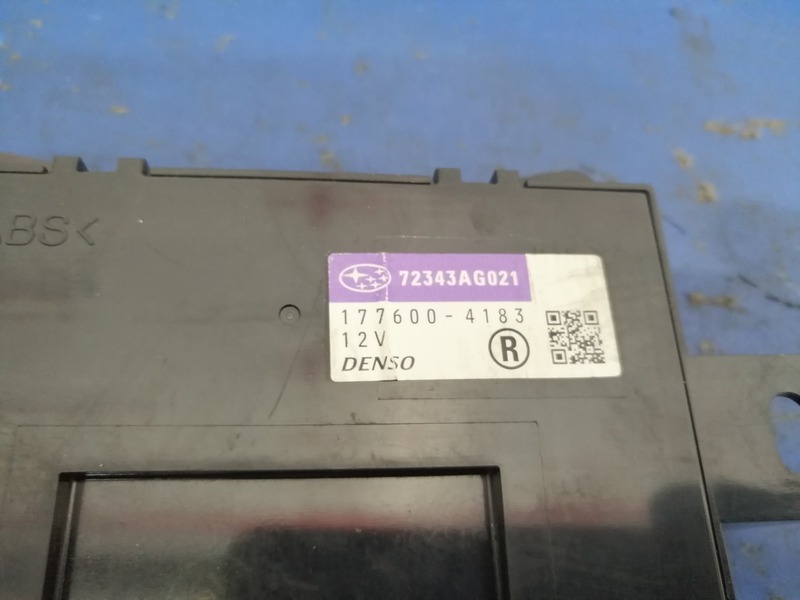 ABS<
72343AG021
177600-4183
12V
DENSO
R